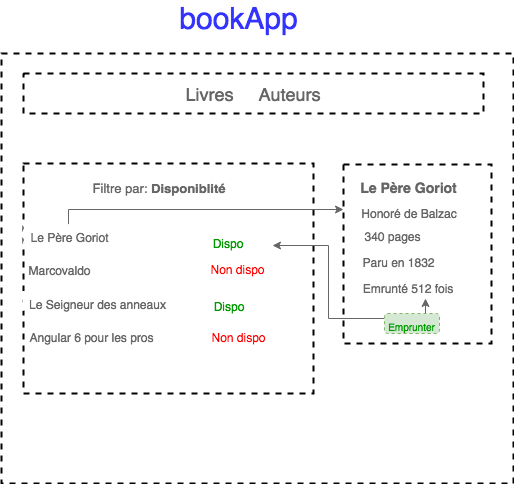 bookApp
Livres Auteurs
Filtre par: Disponibilité
Le Père Goriot Dispo
Marcovaldo Non dispo
Le Seigneur des anneaux Dispo
Angular 6 pour les pros Non dispo
Le Père Goriot
Honoré de Balzac
340 pages
Paru en 1832
Emrunté 512 fois
Emprunter